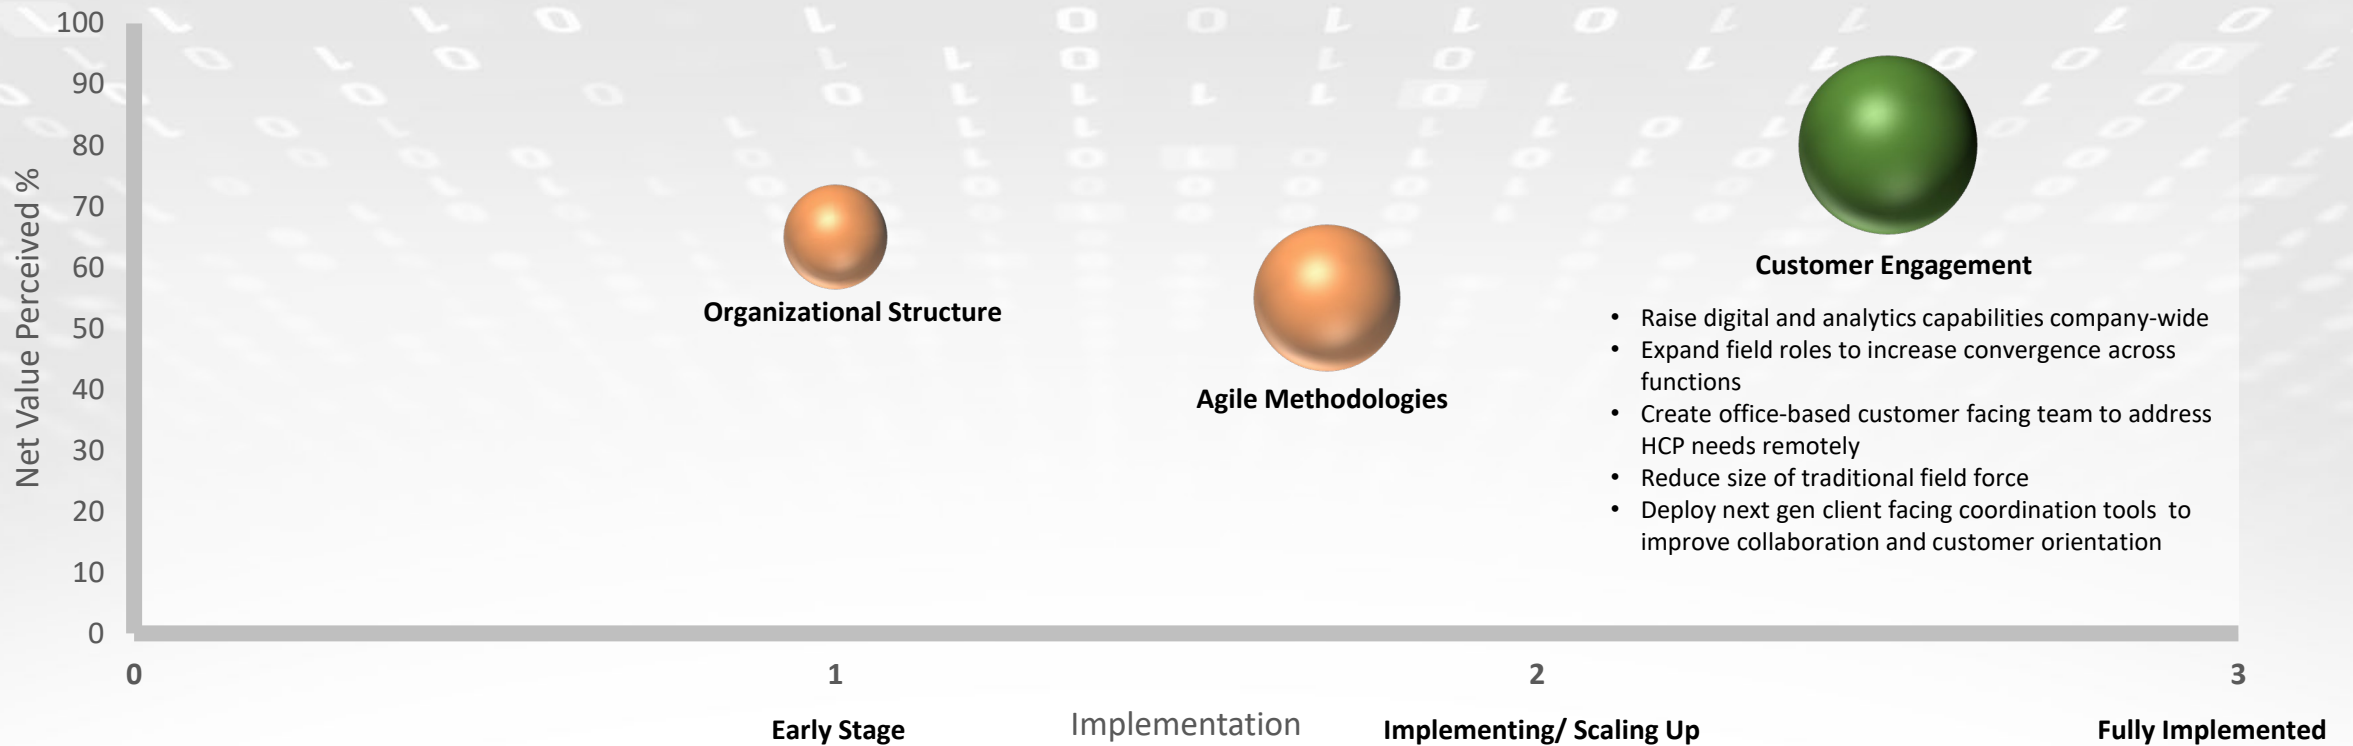 Net Value Perceived %
100
90
80
70
60
50
40
30
20
10
0
Organizational Structure
Agile Methodologies
Customer Engagement
• Raise digital and analytics capabilities company-wide
• Expand field roles to increase convergence across
functions
• Create office-based customer facing team to address
HCP needs remotely
• Reduce size of traditional field force
• Deploy next gen client facing coordination tools  to
improve collaboration and customer orientation
0 1 2 3
Early Stage Implementation Implementing/ Scaling Up Fully Implemented